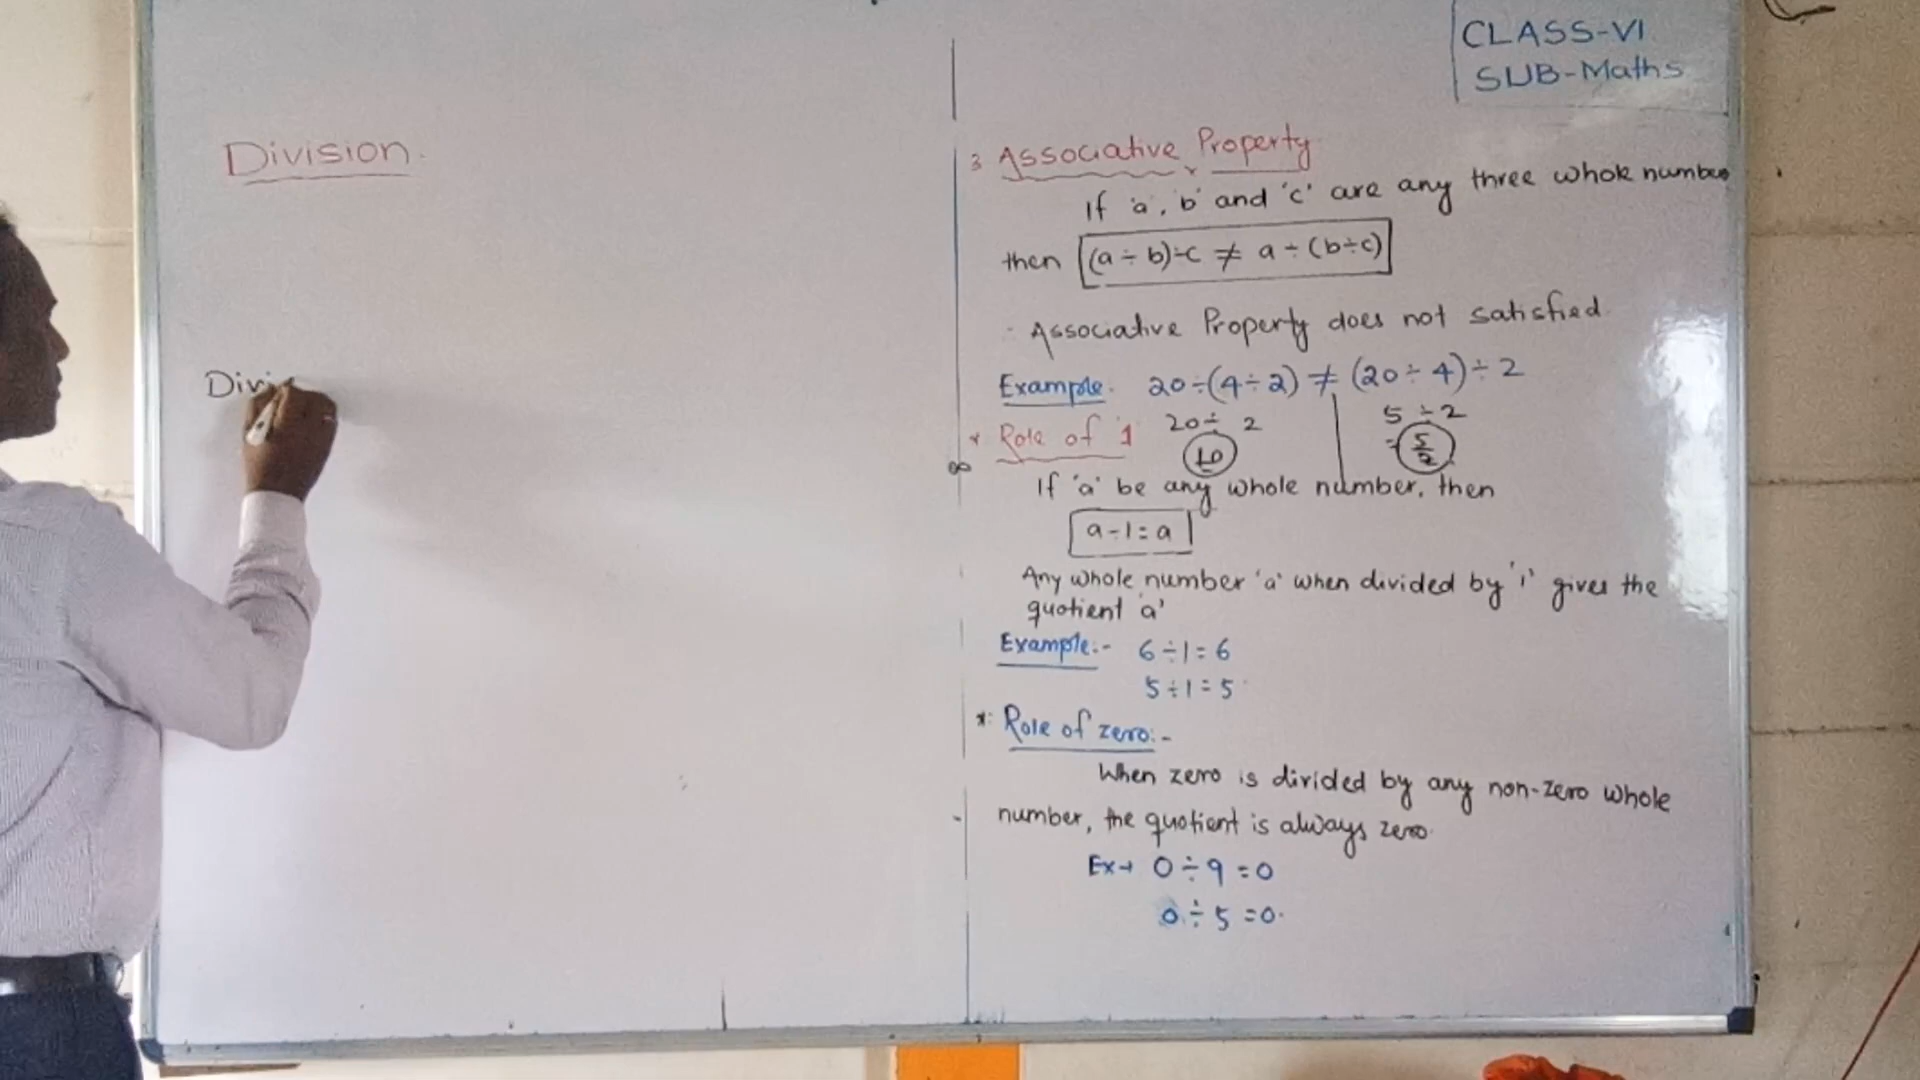 CLASS-VI
SUB-Maths
Division.
Divi
3 Associative Property
If 'a', 'b' and 'c' are any three whole number
then (a ÷ b)÷c ≠ a ÷ (b÷c)
∴ Associative Property does not satisfied.
Example. 20÷(4÷2) ≠ (20÷4)÷2
20÷ 2
5 ÷ 2
10
= 5/2
* Role of 1
If 'a' be any whole number, then
a÷1=a
Any whole number 'a' when divided by '1' gives the
quotient 'a'
Example:- 6÷1=6
5÷1=5
*: Role of zero:-
When zero is divided by any non-zero whole
number, the quotient is always zero.
Ex→ 0÷9=0
0÷5=0.